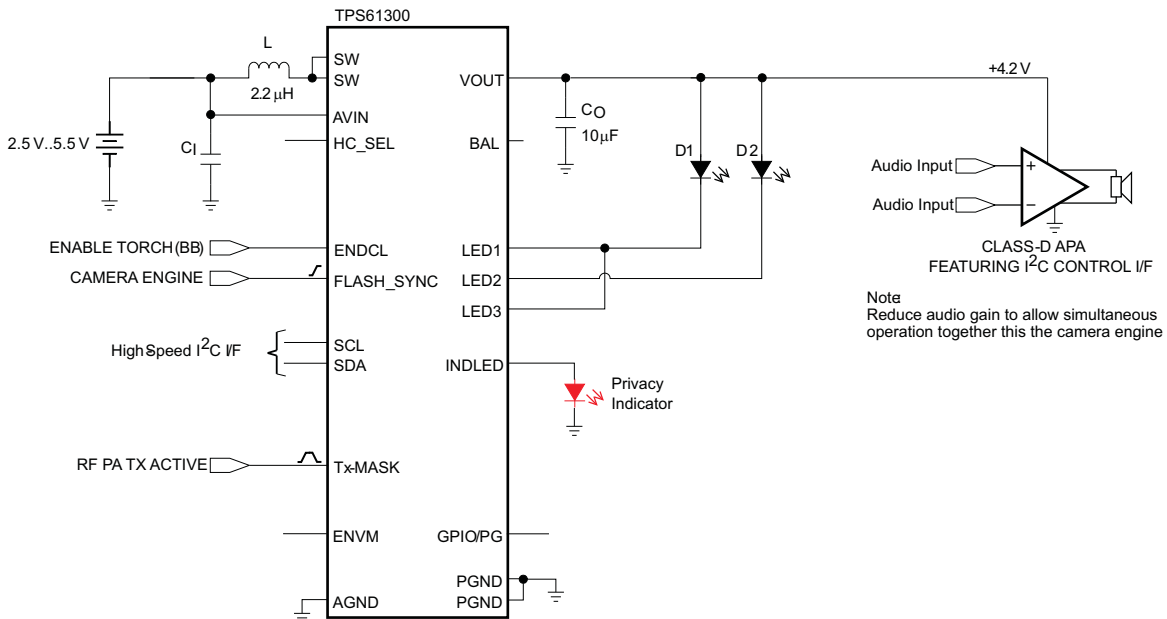 TPS61300
L
2.2 μH
SW
SW
AVIN
HC_SEL
2.5 V..5.5 V
CI
VOUT
BAL
CO
10μF
D1
D2
+4.2 V
Audio Input
Audio Input
+
−
CLASS-D APA
FEATURING I2C CONTROL I/F
Note
Reduce audio gain to allow simultaneous
operation together this the camera engine
ENABLE TORCH (BB)
ENDCL
CAMERA ENGINE
FLASH_SYNC
LED1
LED2
LED3
High-Speed I2C I/F
SCL
SDA
INDLED
Privacy
Indicator
RF PA TX ACTIVE
Tx-MASK
ENVM
GPIO/PG
AGND
PGND
PGND